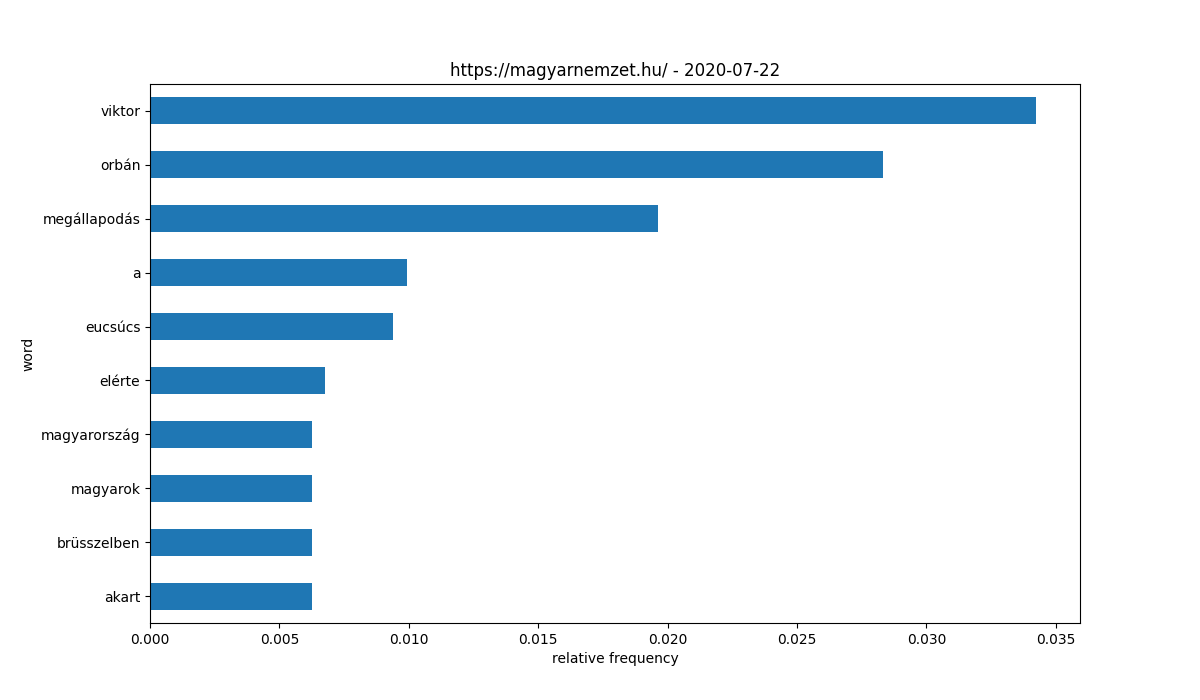 https://magyarnemzet.hu/ - 2020-07-22
viktor
orbán
megállapodás
a
eucsúcs
elérte
magyarország
magyarok
brüsszelben
akart
word
0.000 0.005 0.010 0.015 0.020 0.025 0.030 0.035
relative frequency